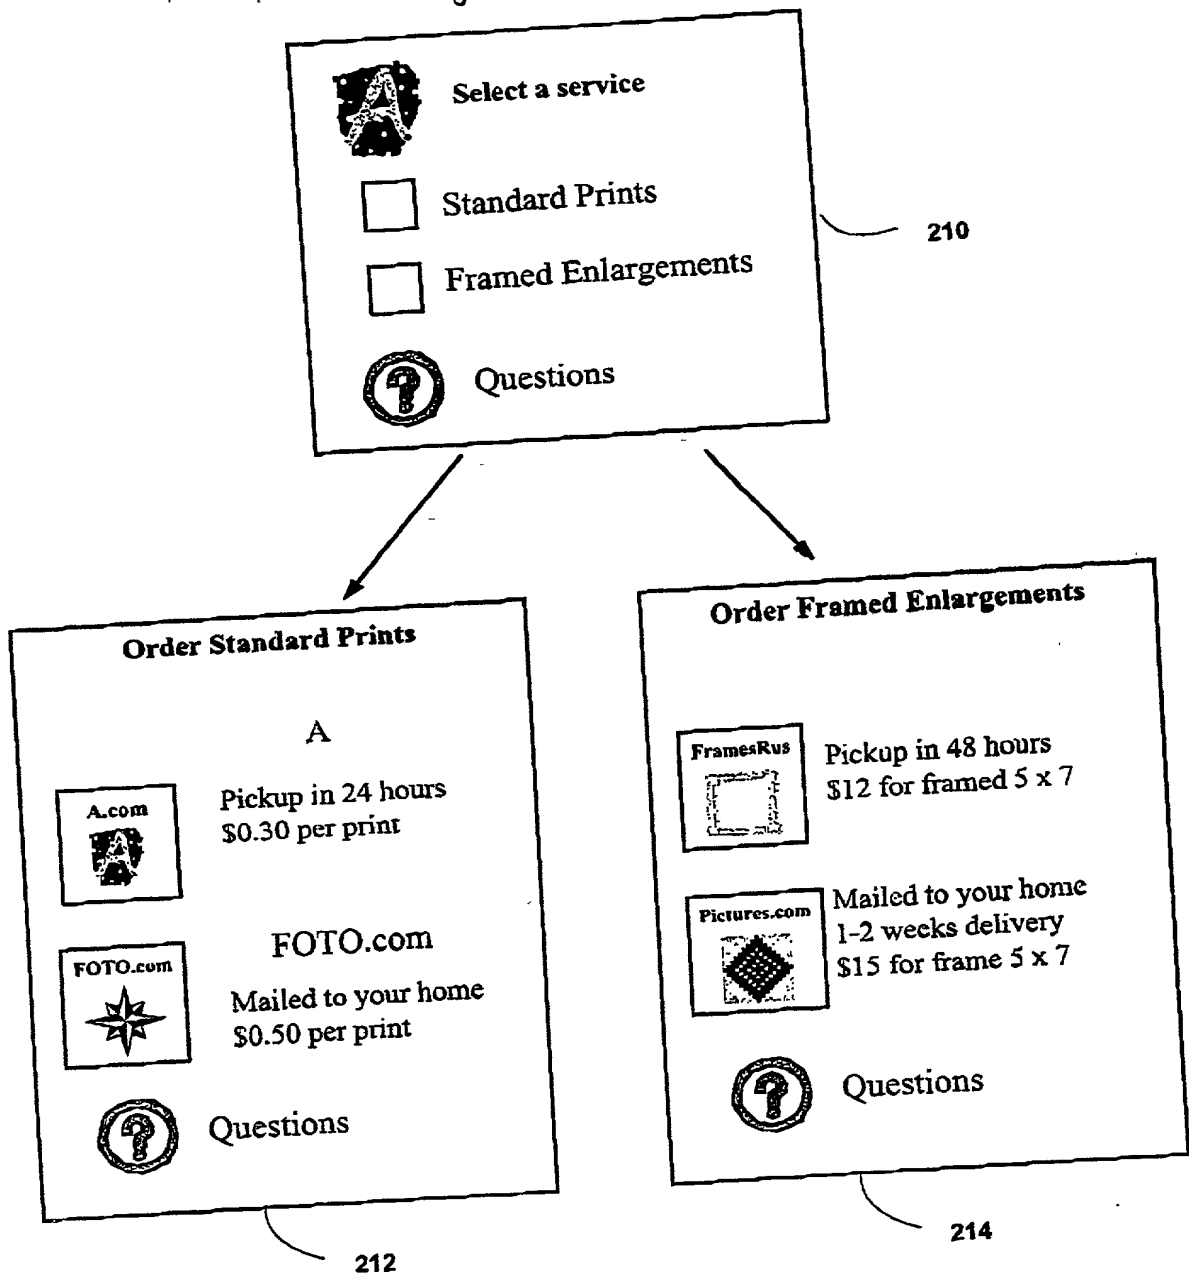 Select a service
Standard Prints
210
Framed Enlargements
Questions
Order Standard Prints
A
A.com
A
Pickup in 24 hours
$0.30 per print
FOTO.com
FOTO.com
Mailed to your home
$0.50 per print
? Questions
212
Order Framed Enlargements
FramesRus
Pickup in 48 hours
$12 for framed 5 x 7
Pictures.com
Mailed to your home
1-2 weeks delivery
$15 for frame 5 x 7
? Questions
214